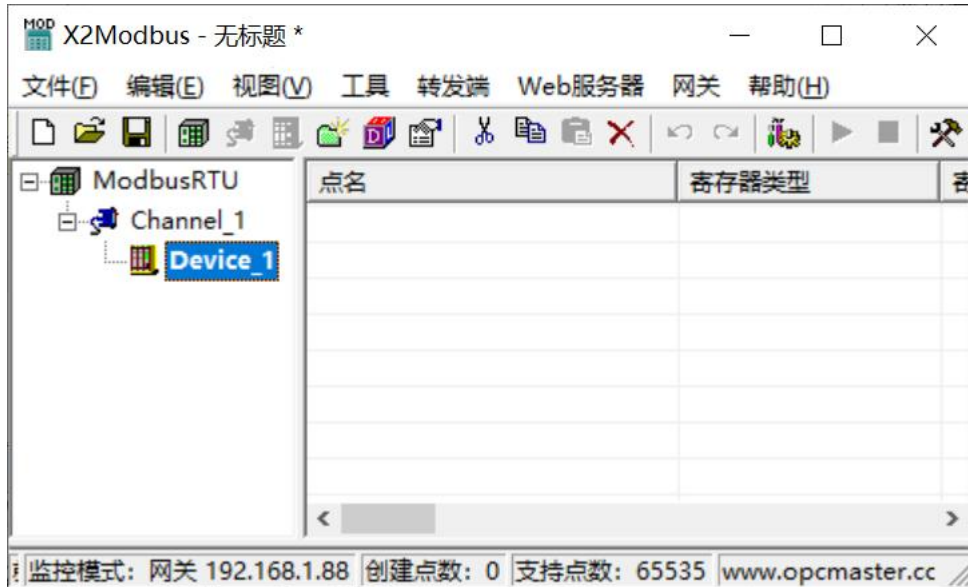 MOD
X2Modbus - 无标题 *
文件(F) 编辑(E) 视图(V) 工具 转发端 Web服务器 网关 帮助(H)
ModbusRTU
点名 寄存器类型
Channel_1
Device_1
监控模式: 网关 192.168.1.88 创建点数: 0 支持点数: 65535 www.opcmaster.cc